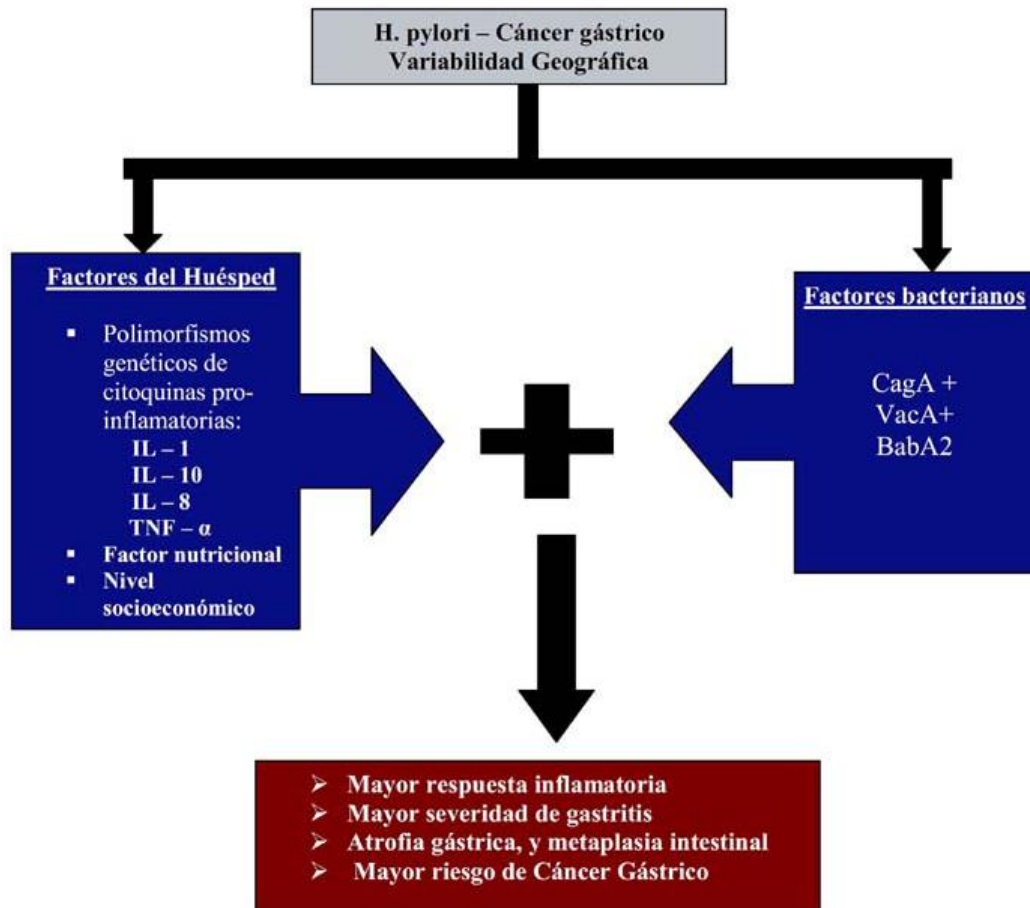 H. pylori – Cáncer gástrico
Variabilidad Geográfica
Factores del Huésped
▪ Polimorfismos
genéticos de
citoquinas pro-
inflamatorias:
IL – 1
IL – 10
IL – 8
TNF – α
▪ Factor nutricional
▪ Nivel
socioeconómico
Factores bacterianos
CagA +
VacA+
BabA2
➢ Mayor respuesta inflamatoria
➢ Mayor severidad de gastritis
➢ Atrofia gástrica, y metaplasia intestinal
➢ Mayor riesgo de Cáncer Gástrico